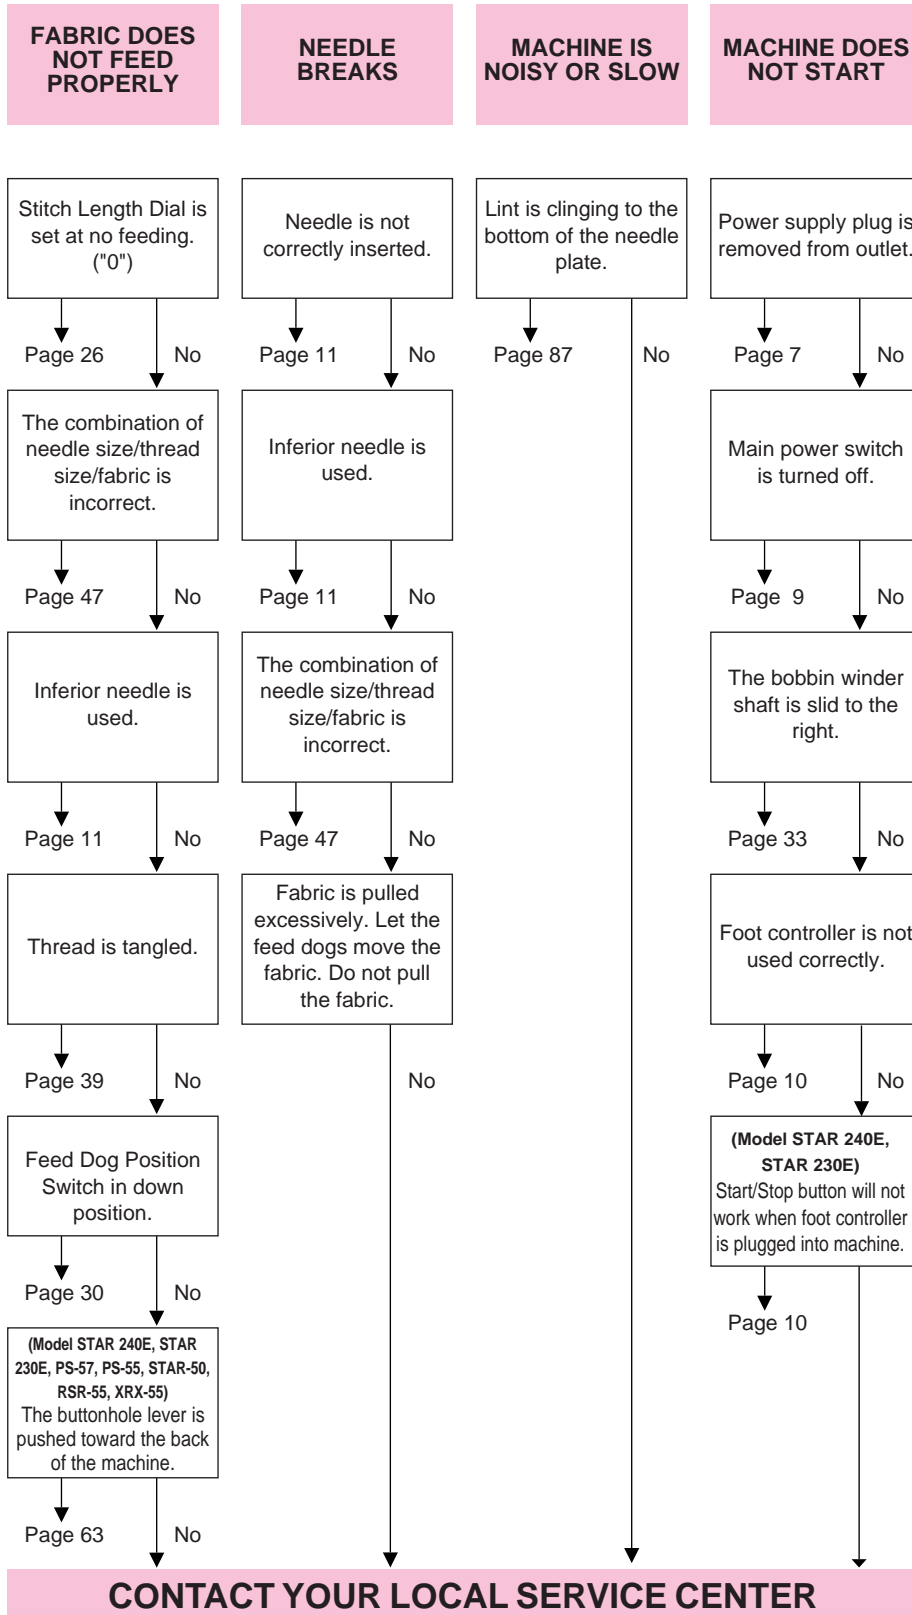 FABRIC DOES
NOT FEED
PROPERLY
Stitch Length Dial is
set at no feeding.
("0")
Page 26
No
The combination of
needle size/thread
size/fabric is
incorrect.
Page 47
No
Inferior needle is
used.
Page 11
No
Thread is tangled.
Page 39
No
Feed Dog Position
Switch in down
position.
Page 30
No
(Model STAR 240E, STAR
230E, PS-57, PS-55, STAR-50,
RSR-55, XRX-55)
The buttonhole lever is
pushed toward the back
of the machine.
Page 63
No
NEEDLE
BREAKS
Needle is not
correctly inserted.
Page 11
No
Inferior needle is
used.
Page 11
No
The combination of
needle size/thread
size/fabric is
incorrect.
Page 47
No
Fabric is pulled
excessively. Let the
feed dogs move the
fabric. Do not pull
the fabric.
No
MACHINE IS
NOISY OR SLOW
Lint is clinging to the
bottom of the needle
plate.
Page 87
No
MACHINE DOES
NOT START
Power supply plug is
removed from outlet.
Page 7
No
Main power switch
is turned off.
Page 9
No
The bobbin winder
shaft is slid to the
right.
Page 33
No
Foot controller is not
used correctly.
Page 10
No
(Model STAR 240E,
STAR 230E)
Start/Stop button will not
work when foot controller
is plugged into machine.
Page 10
CONTACT YOUR LOCAL SERVICE CENTER